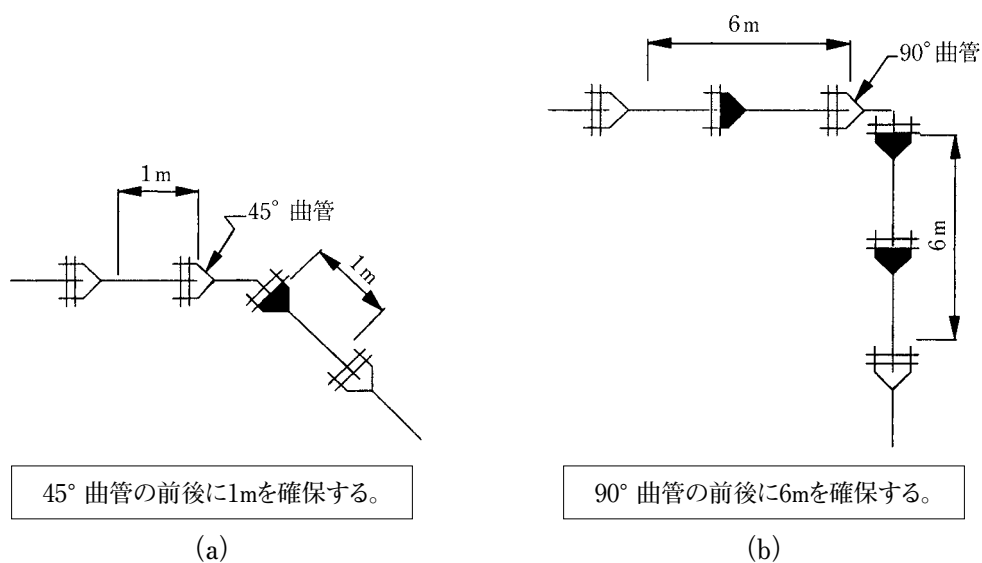 1m
45° 曲管
1m
45° 曲管の前後に1mを確保する。
(a)
6m
90° 曲管
6m
90° 曲管の前後に6mを確保する。
(b)